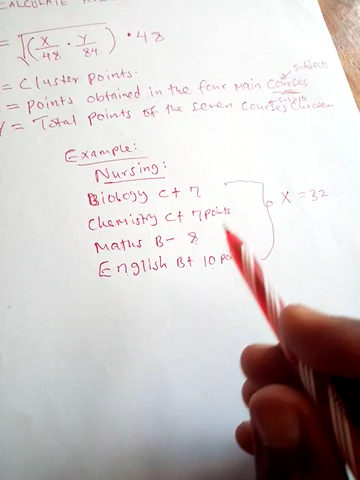 CALCULATE
= √(X/48 · Y/84) · 48
= Cluster Points.
= Points obtained in the four main Courses subjects
Y = Total points of the seven Courses Chosen
Example:
Nursing:
Biology C+ 7
Chemistry C+ 7 points
Maths B- 8
English B+ 10
X = 32